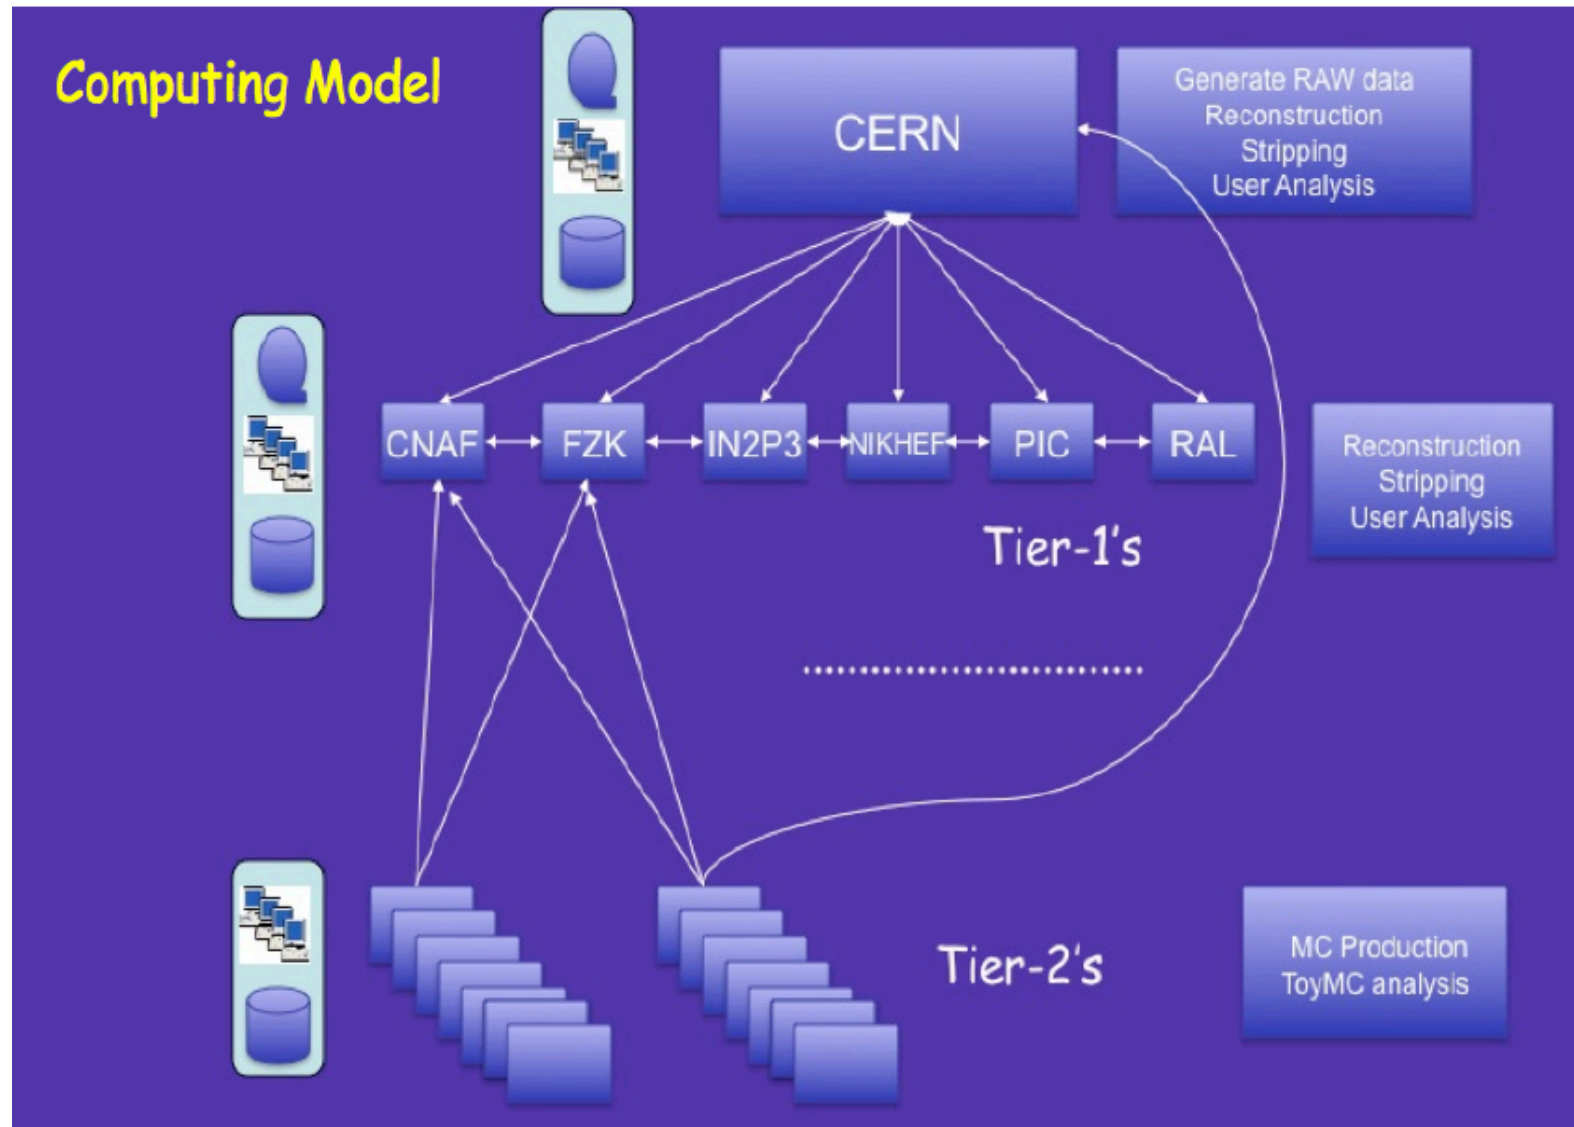 Computing Model
CERN
Generate RAW data
Reconstruction
Stripping
User Analysis
CNAF
FZK
IN2P3
NIKHEF
PIC
RAL
Reconstruction
Stripping
User Analysis
Tier-1's
Tier-2's
MC Production
ToyMC analysis